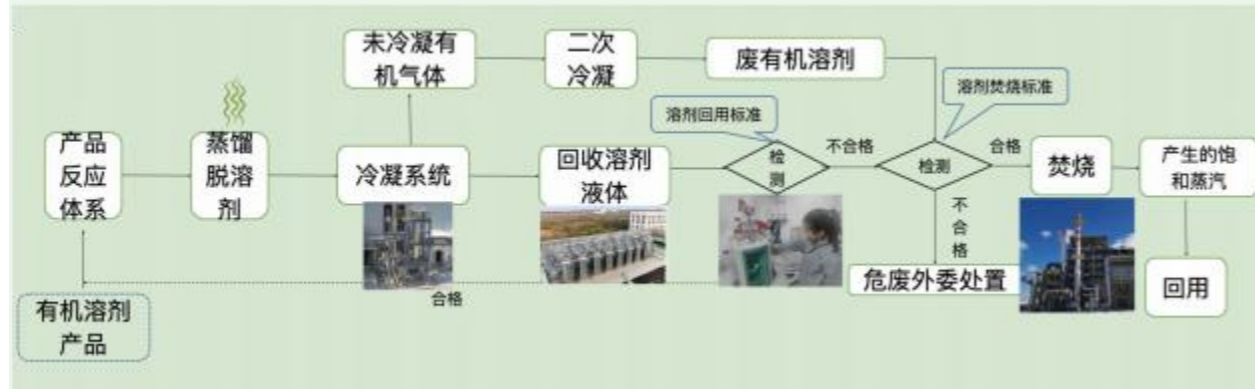 未冷凝有
机气体
二次
冷凝
废有机溶剂
溶剂焚烧标准
溶剂回用标准
产品
反应
体系
蒸馏
脱溶
剂
冷凝系统
回收溶剂
液体
检
测
不合格
检测
合格
焚烧
产生的饱
和蒸汽
不
合
格
危废外委处置
回用
合格
有机溶剂
产品